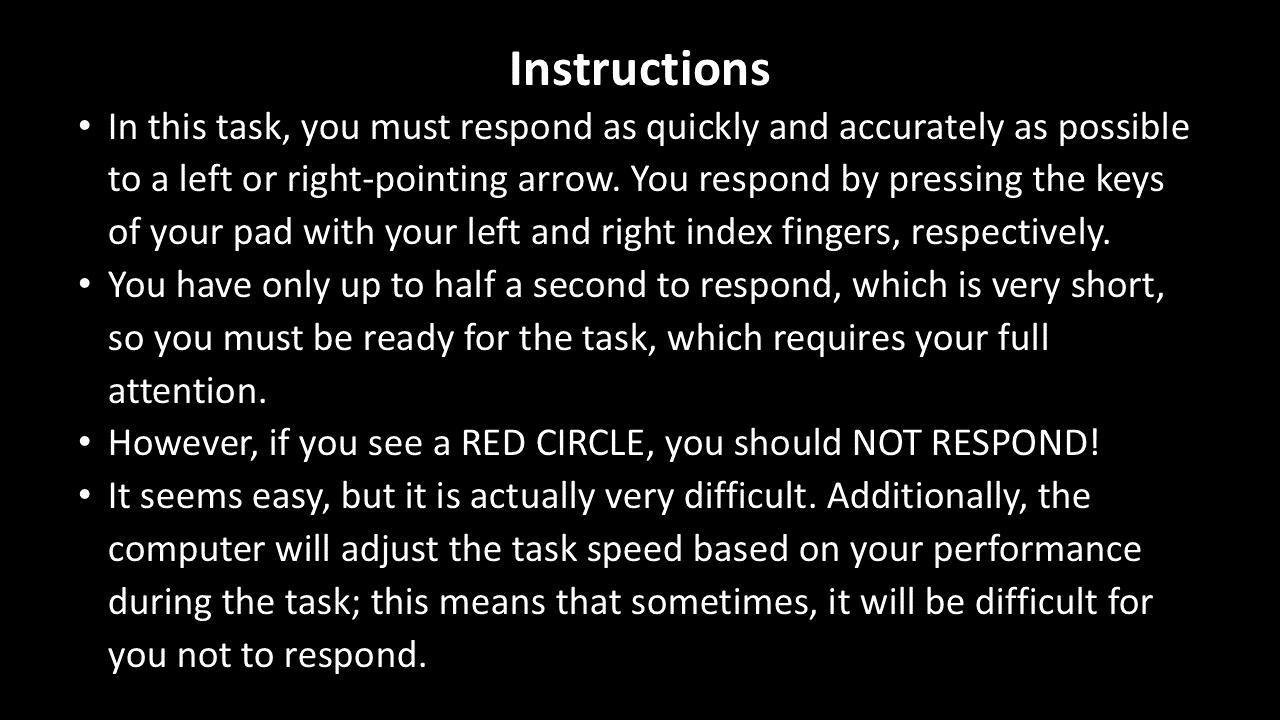 Instructions
• In this task, you must respond as quickly and accurately as possible
to a left or right-pointing arrow. You respond by pressing the keys
of your pad with your left and right index fingers, respectively.
• You have only up to half a second to respond, which is very short,
so you must be ready for the task, which requires your full
attention.
• However, if you see a RED CIRCLE, you should NOT RESPOND!
• It seems easy, but it is actually very difficult. Additionally, the
computer will adjust the task speed based on your performance
during the task; this means that sometimes, it will be difficult for
you not to respond.